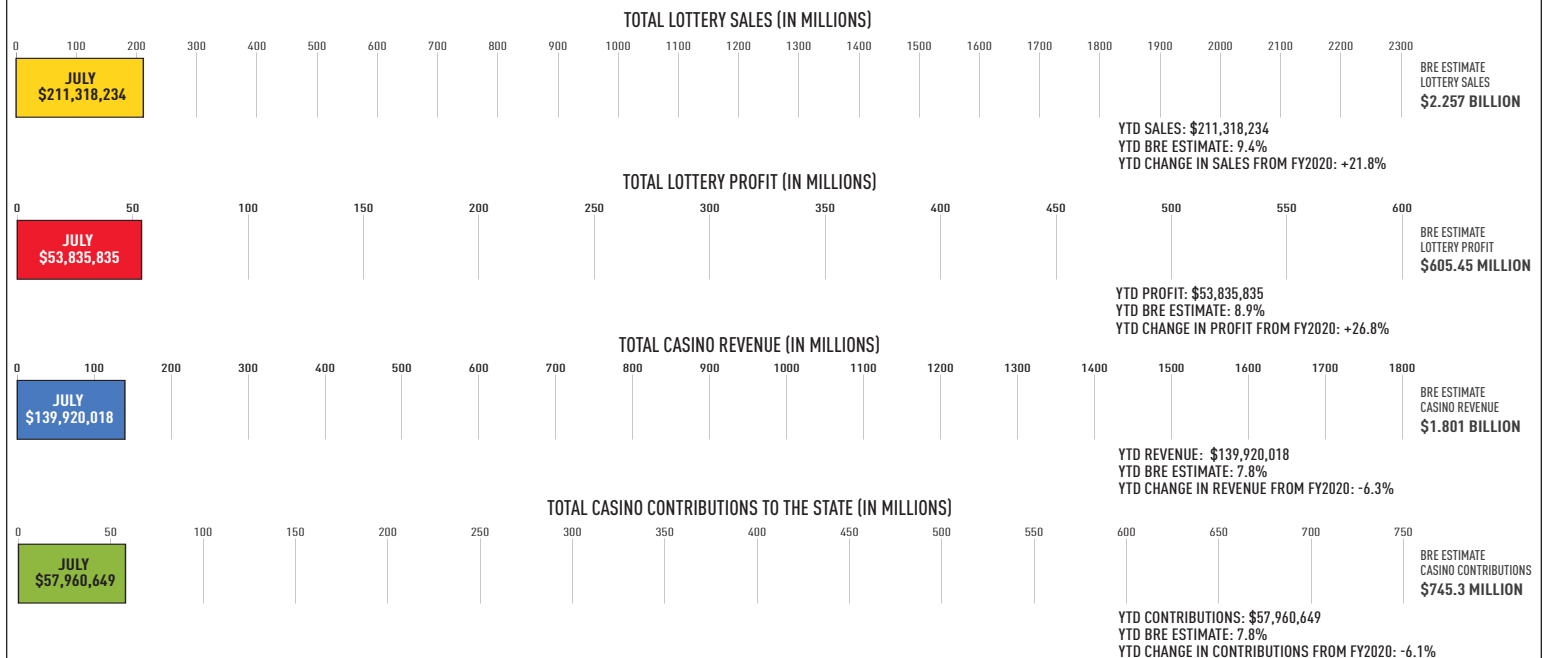 TOTAL LOTTERY SALES (IN MILLIONS)
0 100 200 300 400 500 600 700 800 900 1000 1100 1200 1300 1400 1500 1600 1700 1800 1900 2000 2100 2200 2300
JULY
$211,318,234
BRE ESTIMATE
LOTTERY SALES
$2.257 BILLION
YTD SALES: $211,318,234
YTD BRE ESTIMATE: 9.4%
YTD CHANGE IN SALES FROM FY2020: +21.8%
TOTAL LOTTERY PROFIT (IN MILLIONS)
0 50 100 150 200 250 300 350 400 450 500 550 600
JULY
$53,835,835
BRE ESTIMATE
LOTTERY PROFIT
$605.45 MILLION
YTD PROFIT: $53,835,835
YTD BRE ESTIMATE: 8.9%
YTD CHANGE IN PROFIT FROM FY2020: +26.8%
TOTAL CASINO REVENUE (IN MILLIONS)
0 100 200 300 400 500 600 700 800 900 1000 1100 1200 1300 1400 1500 1600 1700 1800
JULY
$139,920,018
BRE ESTIMATE
CASINO REVENUE
$1.801 BILLION
YTD REVENUE: $139,920,018
YTD BRE ESTIMATE: 7.8%
YTD CHANGE IN REVENUE FROM FY2020: -6.3%
TOTAL CASINO CONTRIBUTIONS TO THE STATE (IN MILLIONS)
0 50 100 150 200 250 300 350 400 450 500 550 600 650 700 750
JULY
$57,960,649
BRE ESTIMATE
CASINO CONTRIBUTIONS
$745.3 MILLION
YTD CONTRIBUTIONS: $57,960,649
YTD BRE ESTIMATE: 7.8%
YTD CHANGE IN CONTRIBUTIONS FROM FY2020: -6.1%